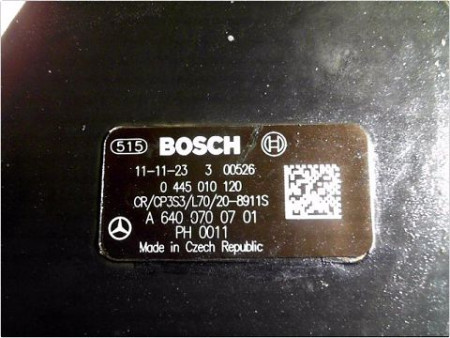 515 BOSCH
11-11-23 3 00526
0 445 010 120
CR/CP3S3/L70/20-8911S
A 640 070 07 01
PH 0011
Made in Czech Republic